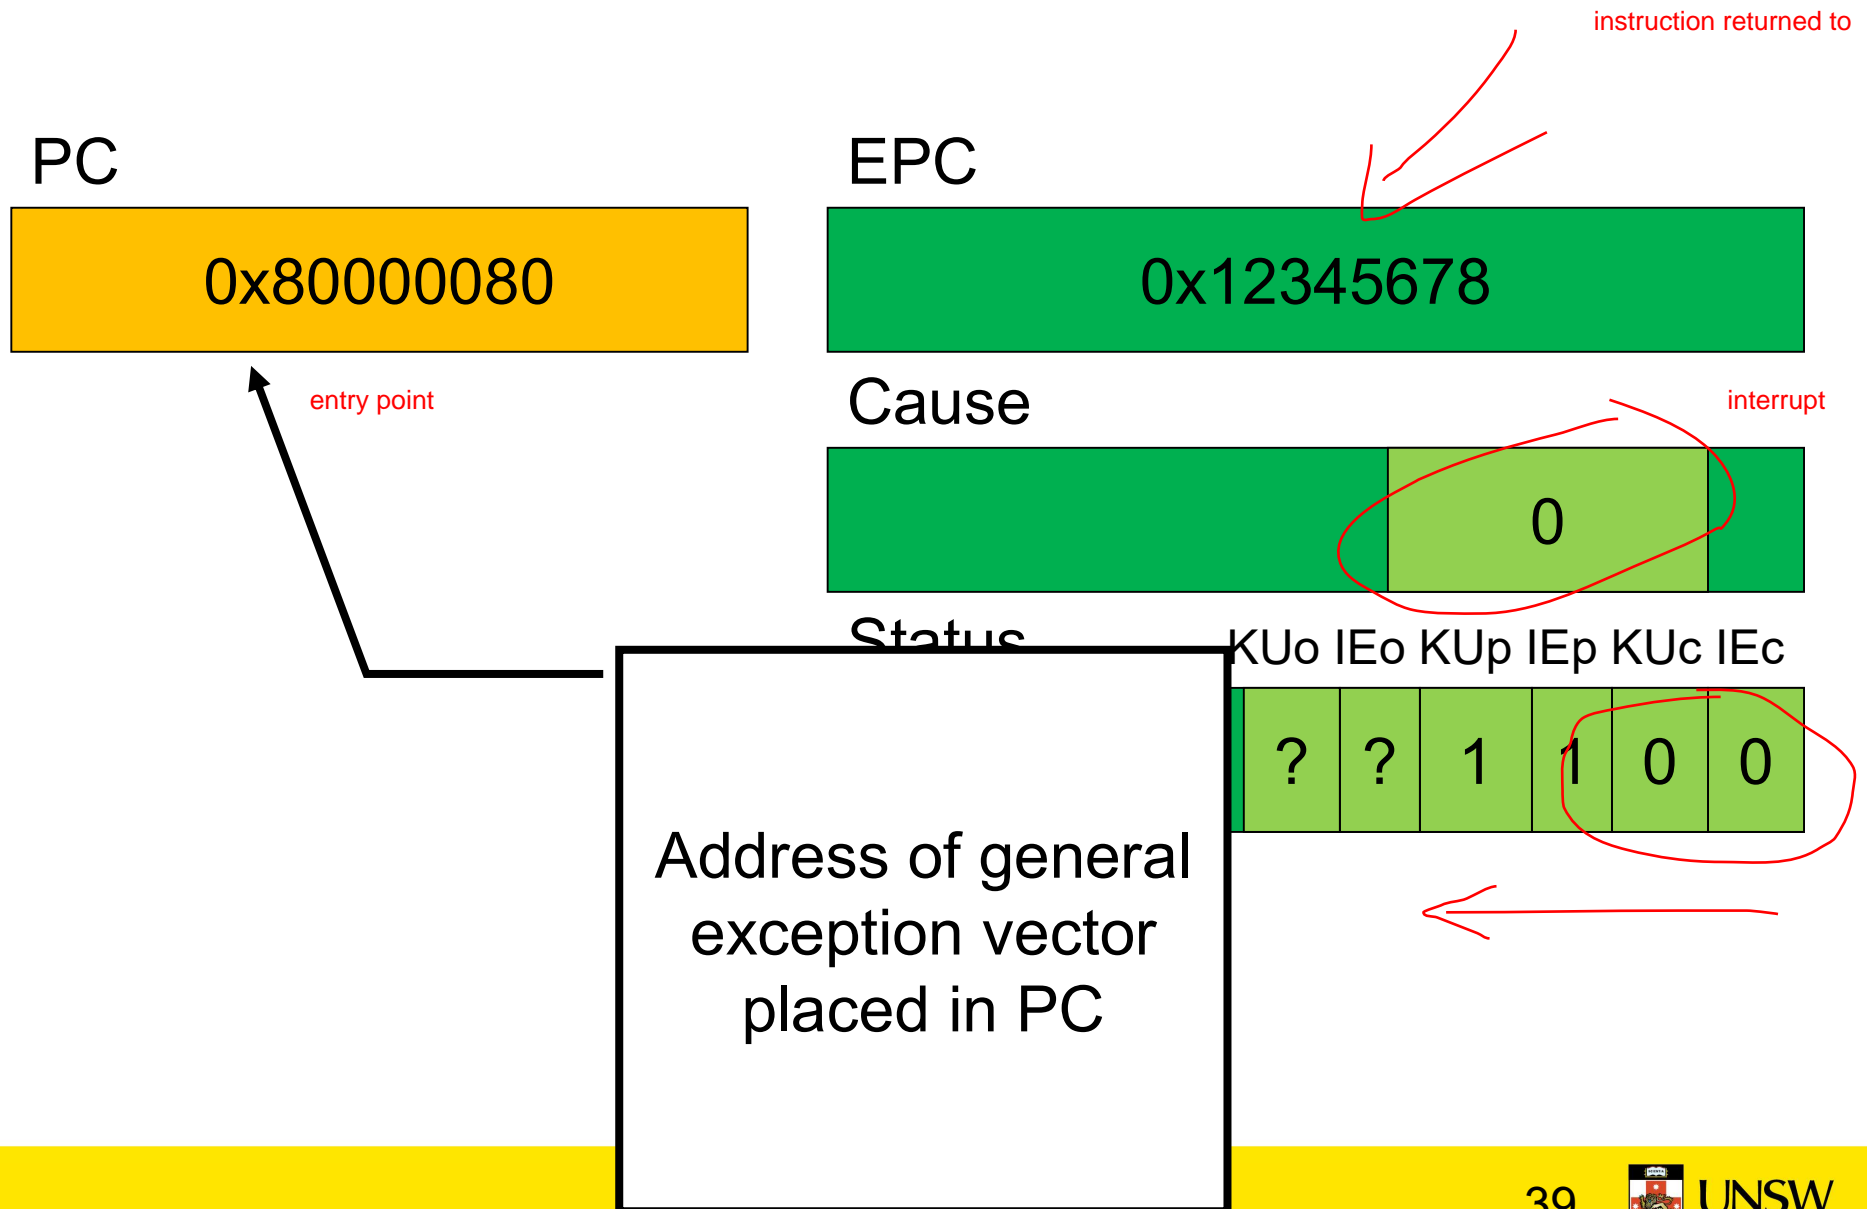 instruction returned to
PC
EPC
0x80000080
0x12345678
entry point
Cause
interrupt
0
Status
KUo IEo KUp IEp KUc IEc
? ? 1 1 0 0
Address of general
exception vector
placed in PC
39
UNSW